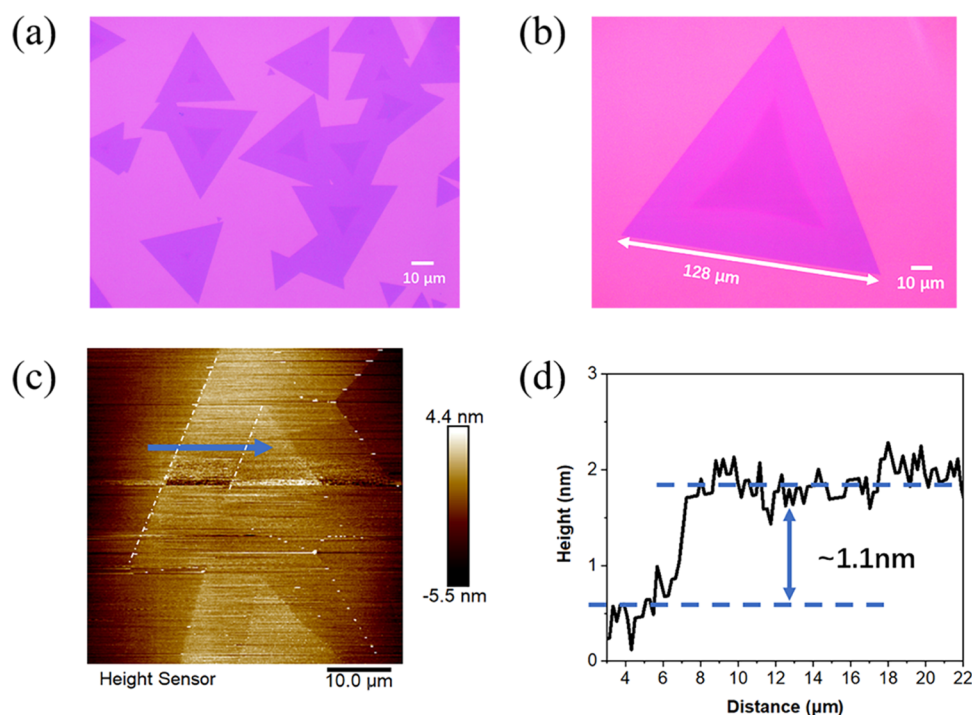 (a)
10 µm
(b)
128 µm
10 µm
(c)
4.4 nm
-5.5 nm
Height Sensor
10.0 µm
(d)
Height (nm)
3
2
1
0
~1.1nm
4 6 8 10 12 14 16 18 20 22
Distance (µm)